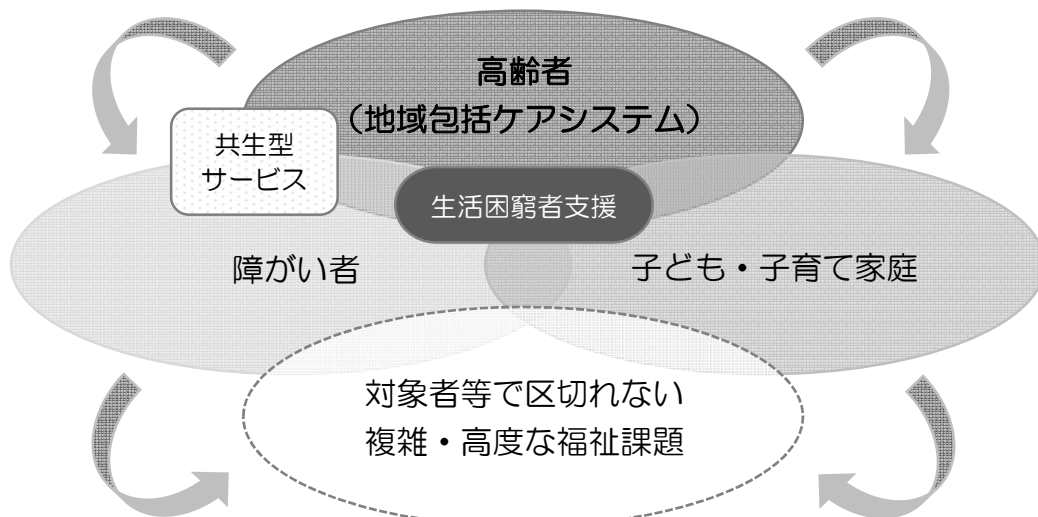 高齢者
（地域包括ケアシステム）
共生型
サービス
生活困窮者支援
障がい者
子ども・子育て家庭
対象者等で区切れない
複雑・高度な福祉課題